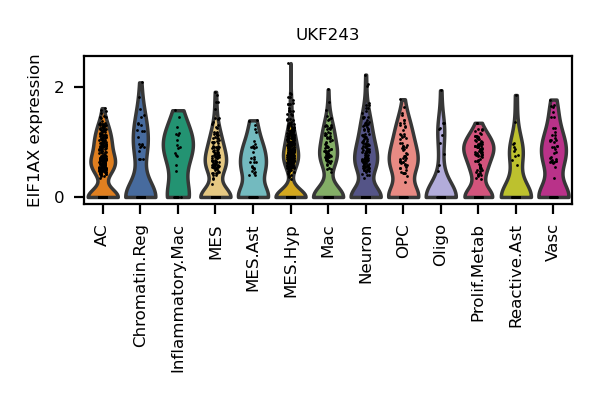 UKF243
EIF1AX expression
2
0
AC
Chromatin.Reg
Inflammatory.Mac
MES
MES.Ast
MES.Hyp
Mac
Neuron
OPC
Oligo
Prolif.Metab
Reactive.Ast
Vasc